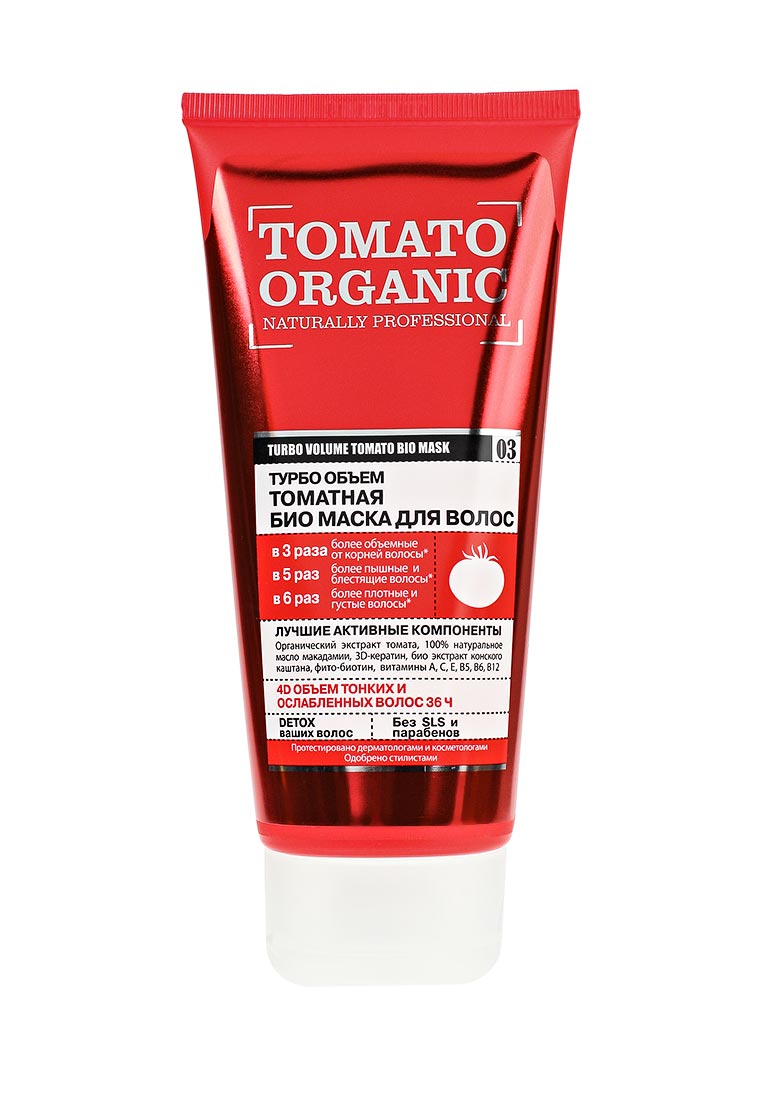 TOMATO
ORGANIC
NATURALLY PROFESSIONAL
TURBO VOLUME TOMATO BIO MASK 03
ТУРБО ОБЪЕМ
ТОМАТНАЯ
БИО МАСКА ДЛЯ ВОЛОС
в 3 раза более объемные от корней волосы*
в 5 раз более пышные и блестящие волосы*
в 6 раз более плотные и густые волосы*
ЛУЧШИЕ АКТИВНЫЕ КОМПОНЕНТЫ
Органический экстракт томата, 100% натуральное
масло макадамии, 3D-кератин, био экстракт конского
каштана, фито-биотин, витамины A, C, E, B5, B6, B12
4D ОБЪЕМ ТОНКИХ И
ОСЛАБЛЕННЫХ ВОЛОС 36 Ч
DETOX
ваших волос
Без SLS и
парабенов
Протестировано дерматологами и косметологами
Одобрено стилистами